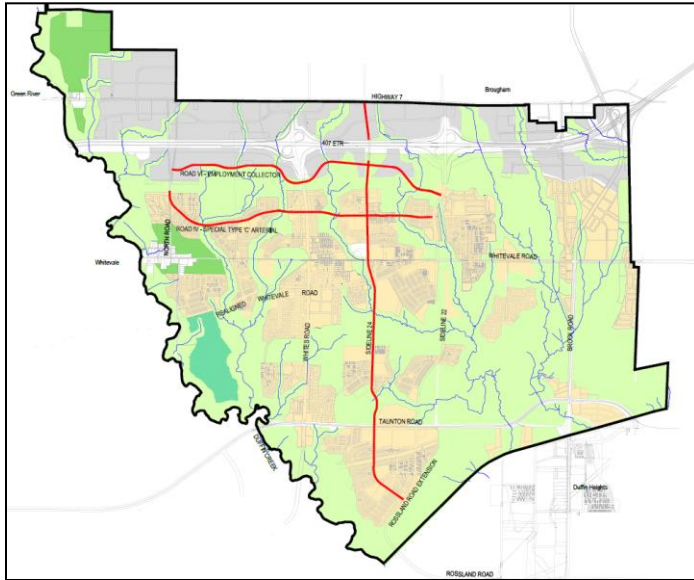 HIGHWAY 7
Brougham
Green River
407 ETR
ROAD VI - EMPLOYMENT COLLECTOR
NORTH ROAD
ROAD IV - SPECIAL TYPE 'C' ARTERIAL
Whitevale
WHITEVALE ROAD
REALIGNED WHITEVALE ROAD
WHITES ROAD
SIDELINE 24
SIDELINE 22
BROCK ROAD
TAUNTON ROAD
DUFFIN CREEK
ROSSLAND ROAD EXTENSION
Duffin Heights
ROSSLAND ROAD